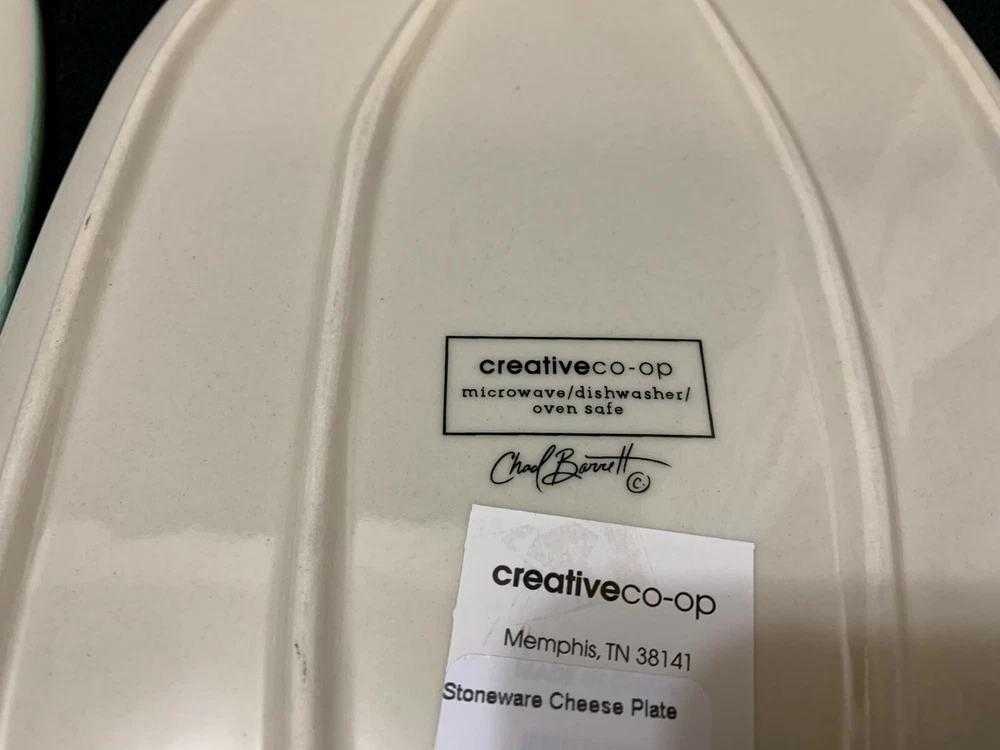 creativeco-op
microwave/dishwasher/
oven safe
Chad Barrett ©
creativeco-op
Memphis, TN 38141
Stoneware Cheese Plate